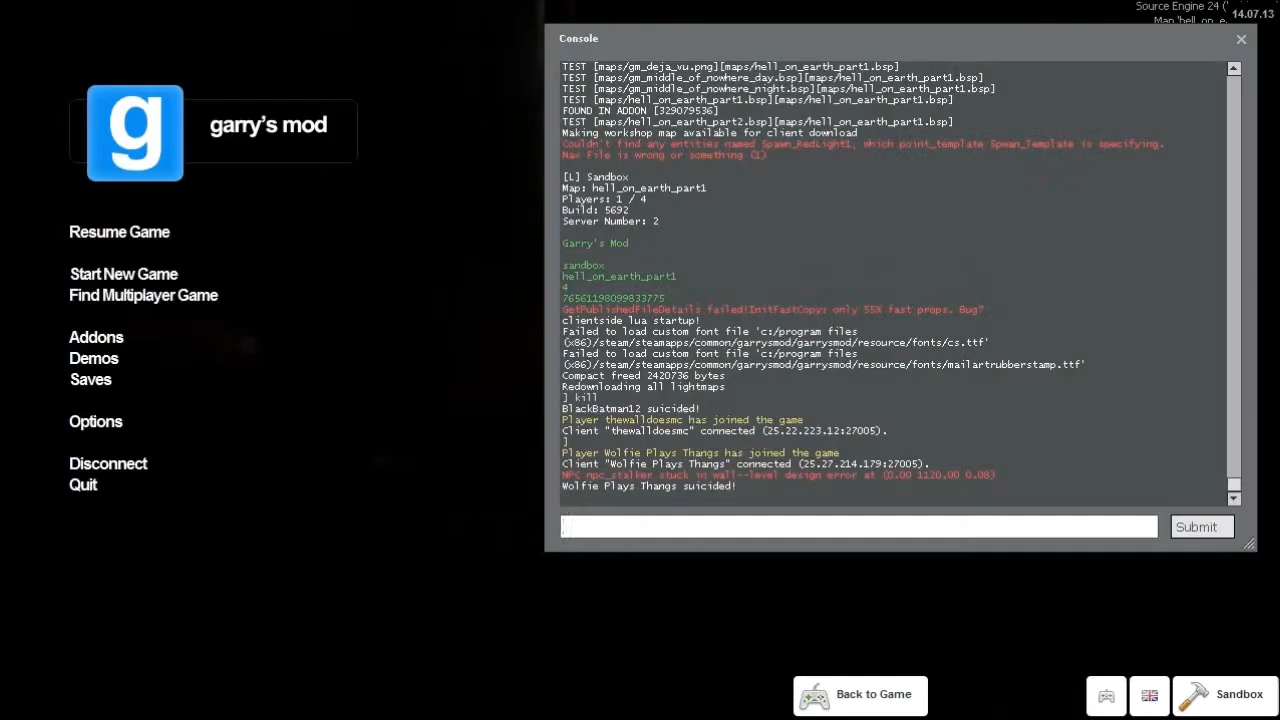 Source Engine 24 ('
14.07.13
Map 'hell_on_e.
Console
TEST [maps/gm_deja_vu.png][maps/hell_on_earth_part1.bsp]
TEST [maps/gm_middle_of_nowhere_day.bsp][maps/hell_on_earth_part1.bsp]
TEST [maps/gm_middle_of_nowhere_night.bsp][maps/hell_on_earth_part1.bsp]
TEST [maps/hell_on_earth_part1.bsp][maps/hell_on_earth_part1.bsp]
FOUND IN ADDON [329079536]
TEST [maps/hell_on_earth_part2.bsp][maps/hell_on_earth_part1.bsp]
Making workshop map available for client download
Couldn't find any entities named Spawn_RedLight1, which point_template Spwan_Template is specifying.
Nav File is wrong or something (1)
[L] Sandbox
Map: hell_on_earth_part1
Players: 1 / 4
Build: 5692
Server Number: 2
Garry's Mod
sandbox
hell_on_earth_part1
4
76561198099833775
GetPublishedFileDetails failed!InitFastCopy: only 55% fast props. Bug?
clientside lua startup!
Failed to load custom font file 'c:/program files
(x86)/steam/steamapps/common/garrysmod/garrysmod/resource/fonts/cs.ttf'
Failed to load custom font file 'c:/program files
(x86)/steam/steamapps/common/garrysmod/garrysmod/resource/fonts/mailartrubberstamp.ttf'
Compact freed 2420736 bytes
Redownloading all lightmaps
] kill
BlackBatman12 suicided!
Player thewalldoesmc has joined the game
Client "thewalldoesmc" connected (25.22.223.12:27005).
]
Player Wolfie Plays Thangs has joined the game
Client "Wolfie Plays Thangs" connected (25.27.214.179:27005).
NPC npc_stalker stuck in wall--level design error at (0.00 1120.00 0.08)
Wolfie Plays Thangs suicided!
Submit
g
garry's mod
Resume Game
Start New Game
Find Multiplayer Game
Addons
Demos
Saves
Options
Disconnect
Quit
Back to Game
Sandbox